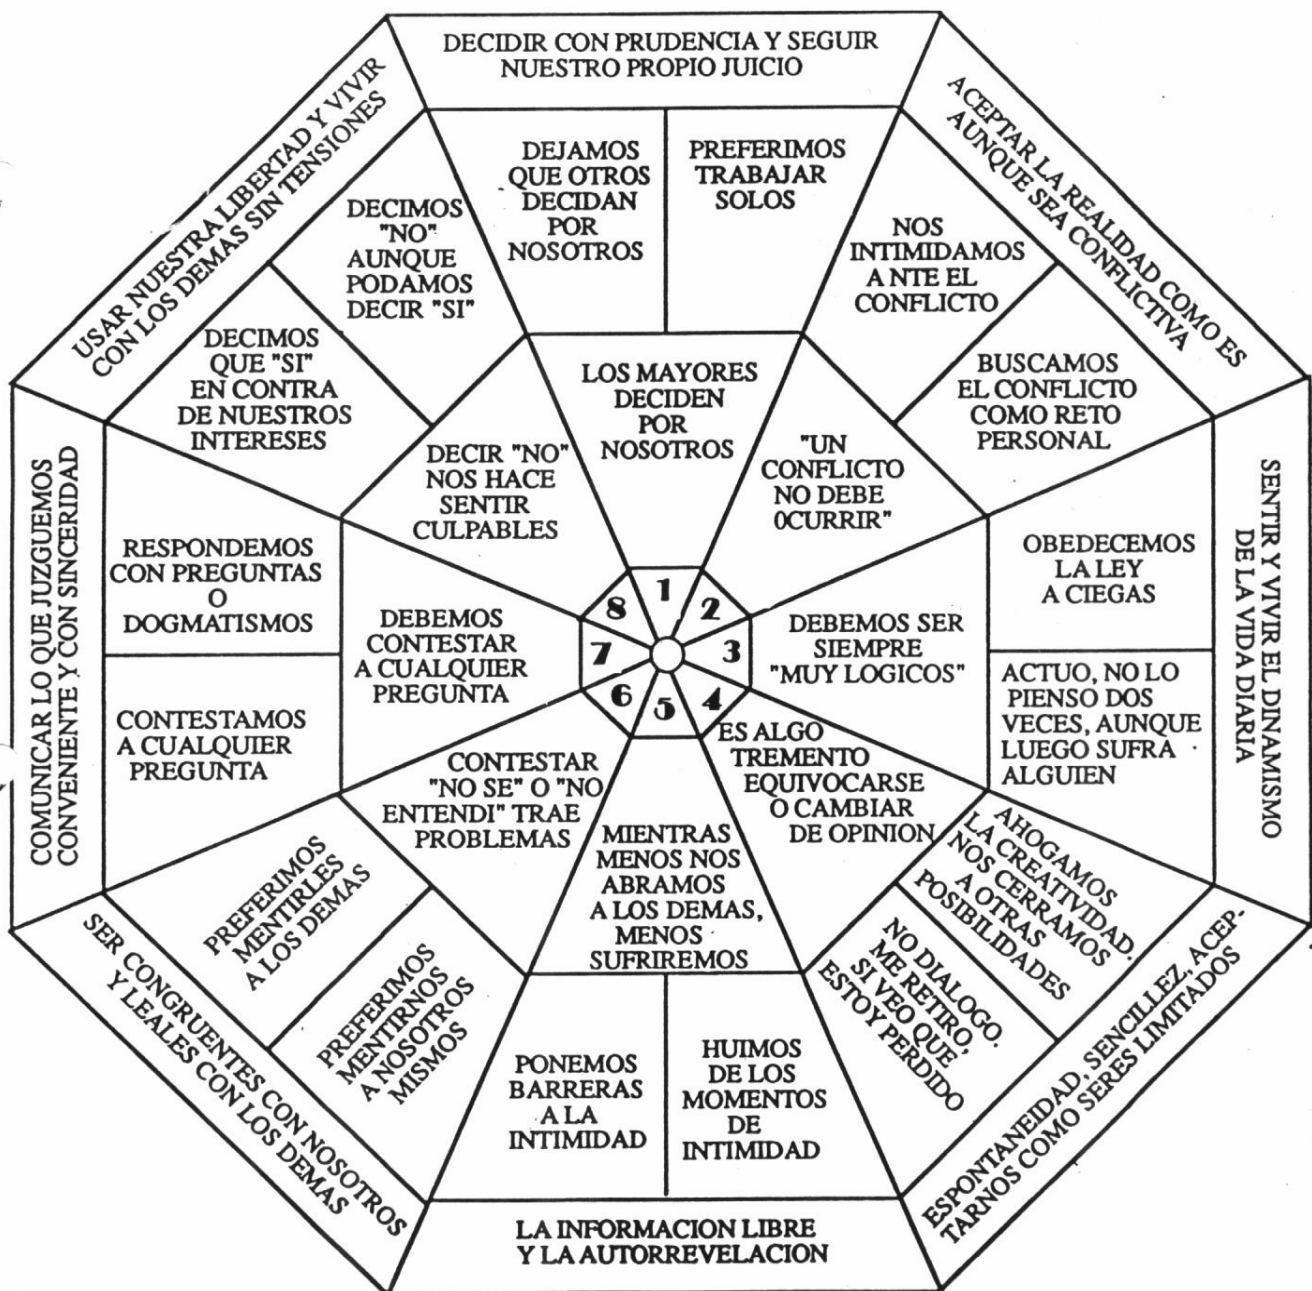 DECIDIR CON PRUDENCIA Y SEGUIR
NUESTRO PROPIO JUICIO
DEJAMOS
QUE OTROS
DECIDAN
POR
NOSOTROS
PREFERIMOS
TRABAJAR
SOLOS
LOS MAYORES
DECIDEN
POR
NOSOTROS
1
ACEPTAR LA REALIDAD COMO ES
AUNQUE SEA CONFLICTIVA
NOS
INTIMIDAMOS
A NTE EL
CONFLICTO
BUSCAMOS
EL CONFLICTO
COMO RETO
PERSONAL
"UN
CONFLICTO
NO DEBE
0CURRIR"
2
SENTIR Y VIVIR EL DINAMISMO
DE LA VIDA DIARIA
OBEDECEMOS
LA LEY
A CIEGAS
ACTUO, NO LO
PIENSO DOS
VECES, AUNQUE
LUEGO SUFRA
ALGUIEN
DEBEMOS SER
SIEMPRE
"MUY LOGICOS"
3
ESPONTANEIDAD, SENCILLEZ, ACEP-
TARNOS COMO SERES LIMITADOS
AHOGAMOS
LA CREATIVIDAD.
NOS CERRAMOS
A OTRAS
POSIBILIDADES
NO DIALOGO.
ME RETIRO,
SI VEO QUE
ESTOY PERDIDO
ES ALGO
TREMENTO
EQUIVOCARSE
O CAMBIAR
DE OPINION
4
LA INFORMACION LIBRE
Y LA AUTORREVELACION
HUIMOS
DE LOS
MOMENTOS
DE
INTIMIDAD
PONEMOS
BARRERAS
A LA
INTIMIDAD
MIENTRAS
MENOS NOS
ABRAMOS
A LOS DEMAS,
MENOS
SUFRIREMOS
5
SER CONGRUENTES CON NOSOTROS
Y LEALES CON LOS DEMAS
PREFERIMOS
MENTIRNOS
A NOSOTROS
MISMOS
PREFERIMOS
MENTIRLES
A LOS DEMAS
CONTESTAR
"NO SE" O "NO
ENTENDI" TRAE
PROBLEMAS
6
COMUNICAR LO QUE JUZGUEMOS
CONVENIENTE Y CON SINCERIDAD
CONTESTAMOS
A CUALQUIER
PREGUNTA
RESPONDEMOS
CON PREGUNTAS
O
DOGMATISMOS
DEBEMOS
CONTESTAR
A CUALQUIER
PREGUNTA
7
USAR NUESTRA LIBERTAD Y VIVIR
CON LOS DEMAS SIN TENSIONES
DECIMOS
QUE "SI"
EN CONTRA
DE NUESTROS
INTERESES
DECIMOS
"NO"
AUNQUE
PODAMOS
DECIR "SI"
DECIR "NO"
NOS HACE
SENTIR
CULPABLES
8